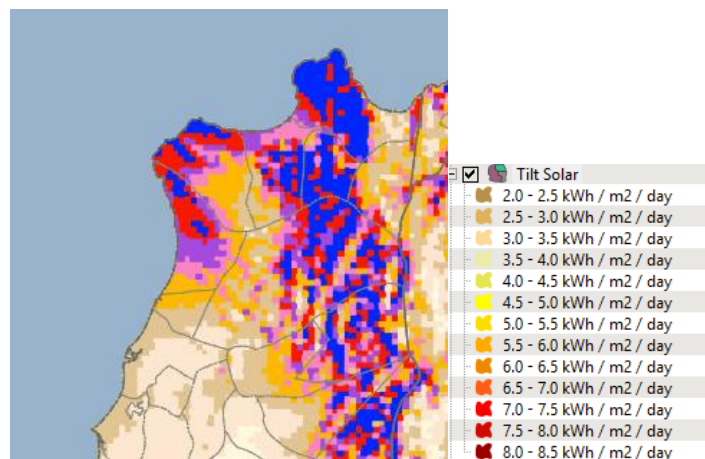 Tilt Solar
2.0 - 2.5 kWh / m2 / day
2.5 - 3.0 kWh / m2 / day
3.0 - 3.5 kWh / m2 / day
3.5 - 4.0 kWh / m2 / day
4.0 - 4.5 kWh / m2 / day
4.5 - 5.0 kWh / m2 / day
5.0 - 5.5 kWh / m2 / day
5.5 - 6.0 kWh / m2 / day
6.0 - 6.5 kWh / m2 / day
6.5 - 7.0 kWh / m2 / day
7.0 - 7.5 kWh / m2 / day
7.5 - 8.0 kWh / m2 / day
8.0 - 8.5 kWh / m2 / day